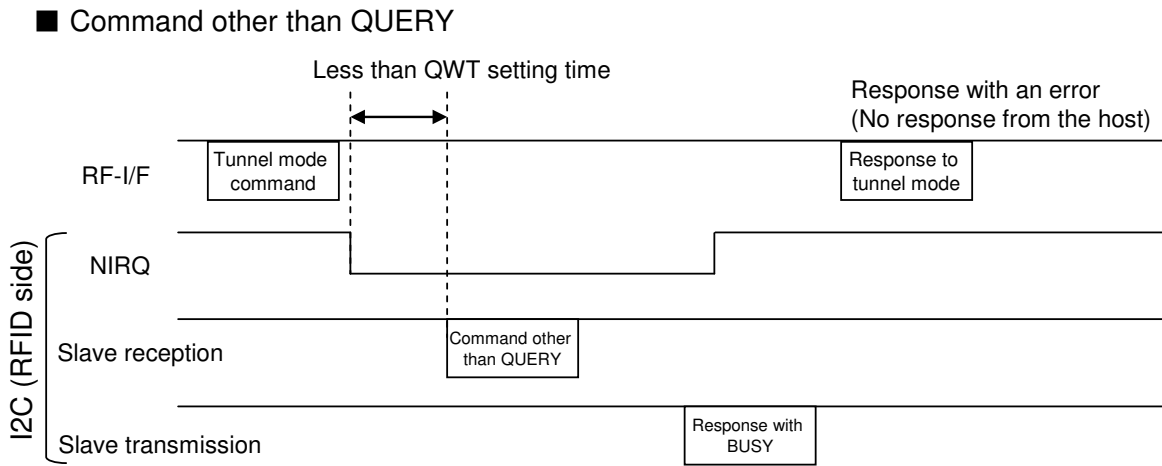 ■ Command other than QUERY
Less than QWT setting time
Response with an error
(No response from the host)
RF-I/F
Tunnel mode
command
Response to
tunnel mode
I2C (RFID side)
NIRQ
Slave reception
Command other
than QUERY
Slave transmission
Response with
BUSY